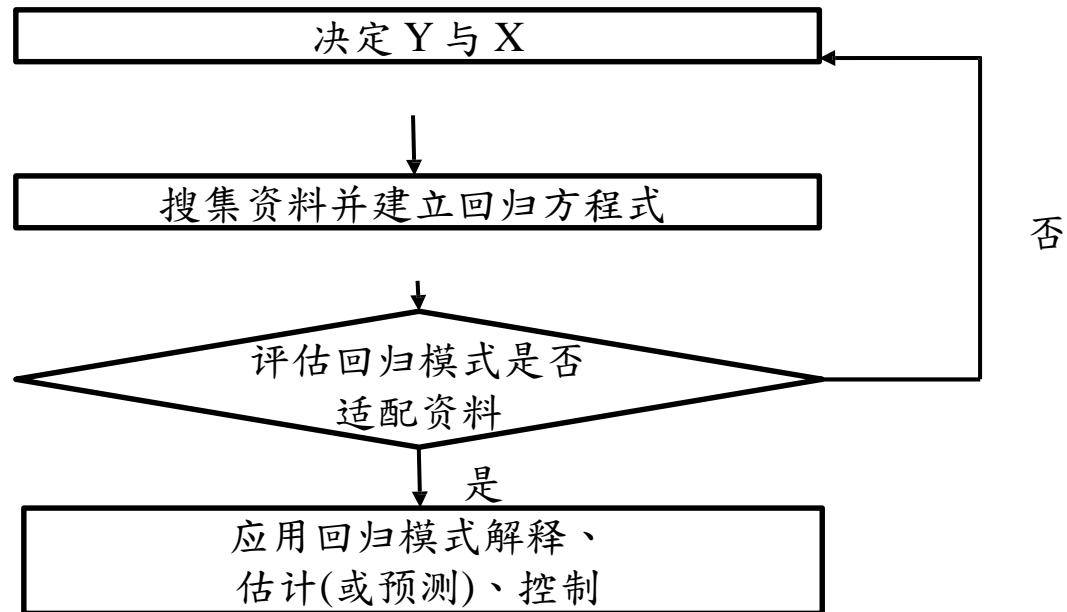 决定 Y 与 X
搜集资料并建立回归方程式
否
评估回归模式是否
适配资料
是
应用回归模式解释、
估计(或预测)、控制